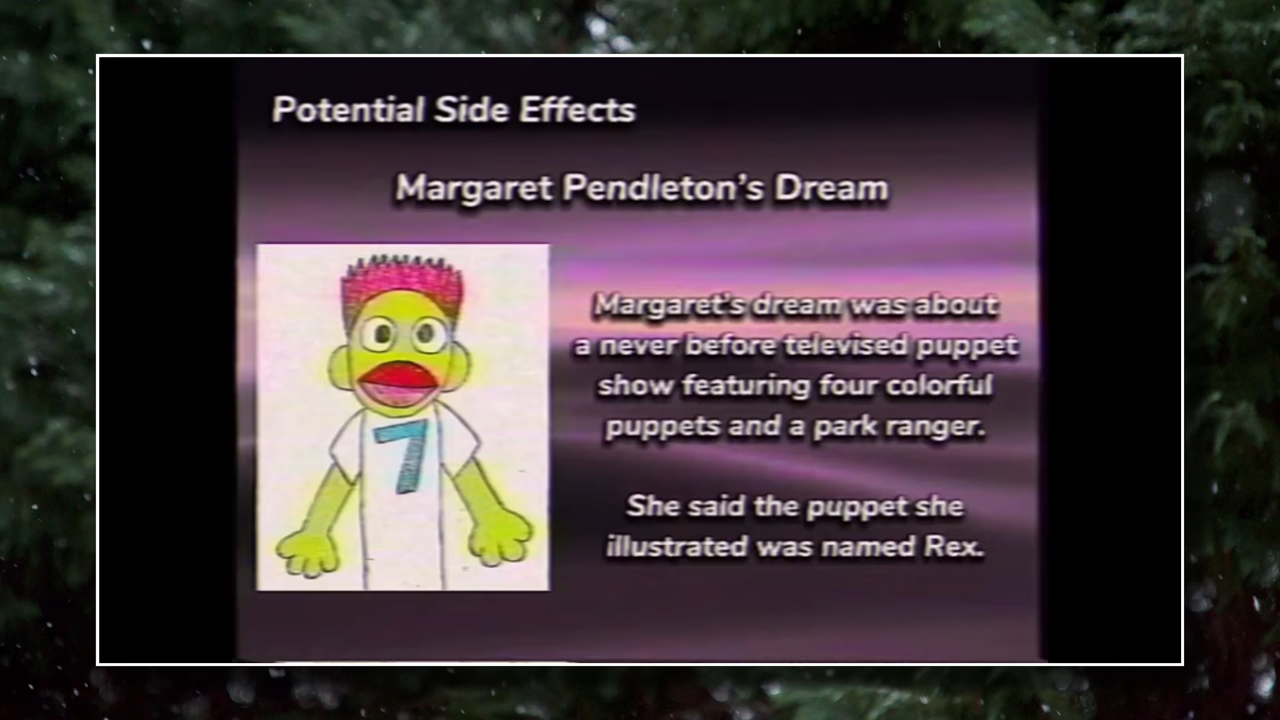 Potential Side Effects
Margaret Pendleton's Dream
Margaret's dream was about
a never before televised puppet
show featuring four colorful
puppets and a park ranger.
She said the puppet she
illustrated was named Rex.
7